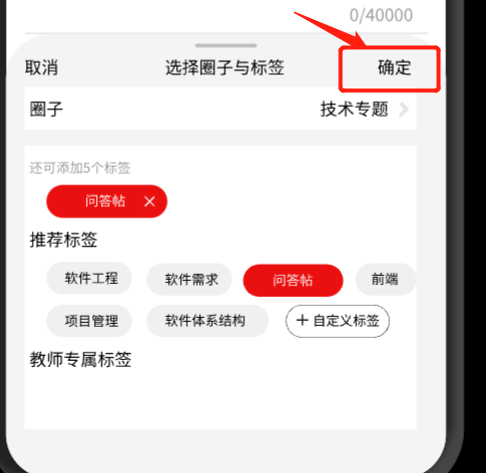 0/40000
取消 选择圈子与标签 确定
圈子 技术专题
还可添加5个标签
问答帖 ×
推荐标签
软件工程 软件需求 问答帖 前端
项目管理 软件体系结构 + 自定义标签
教师专属标签